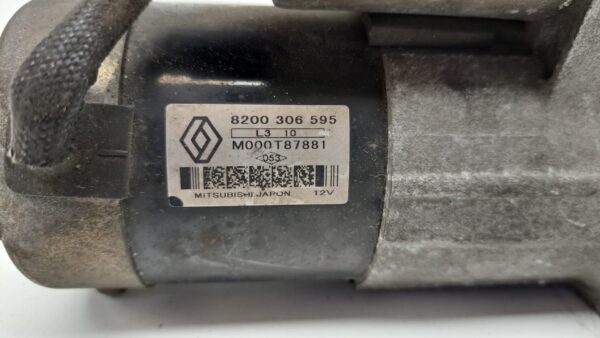 8200 306 595
L3 10
M000T87881
053
MITSUBISHI JAPON 12V